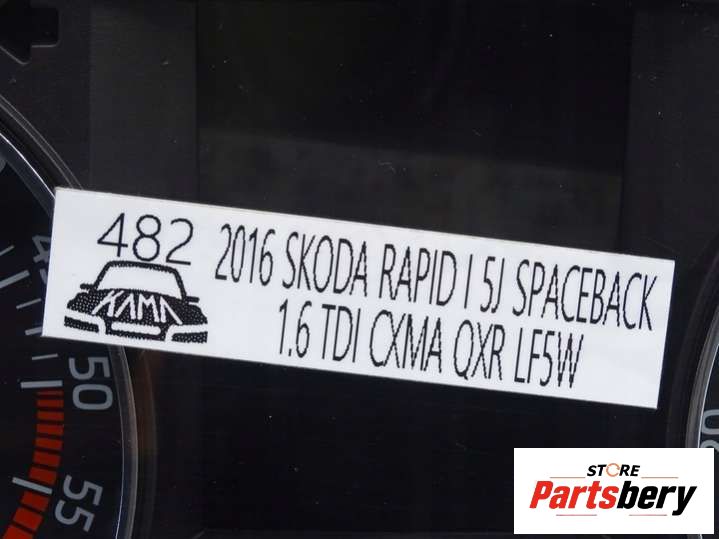 482
KAMA
2016 SKODA RAPID I 5J SPACEBACK
1.6 TDI CXMA QXR LF5W
50
55
STORE
Partsbery